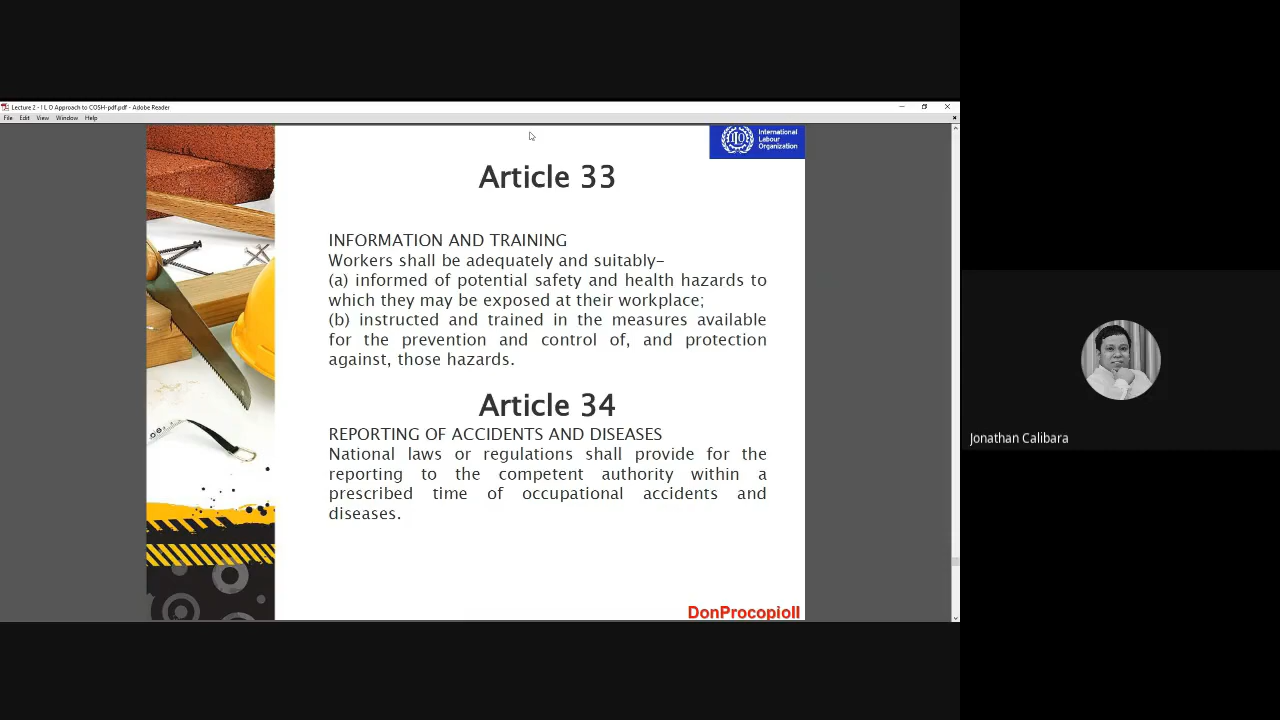 Lecture 2 - I L O Approach to COSH-pdf.pdf - Adobe Reader
File Edit View Window Help
International
Labour
Organization
Article 33
INFORMATION AND TRAINING
Workers shall be adequately and suitably-
(a) informed of potential safety and health hazards to
which they may be exposed at their workplace;
(b) instructed and trained in the measures available
for the prevention and control of, and protection
against, those hazards.
Article 34
REPORTING OF ACCIDENTS AND DISEASES
National laws or regulations shall provide for the
reporting to the competent authority within a
prescribed time of occupational accidents and
diseases.
DonProcopioII
Jonathan Calibara